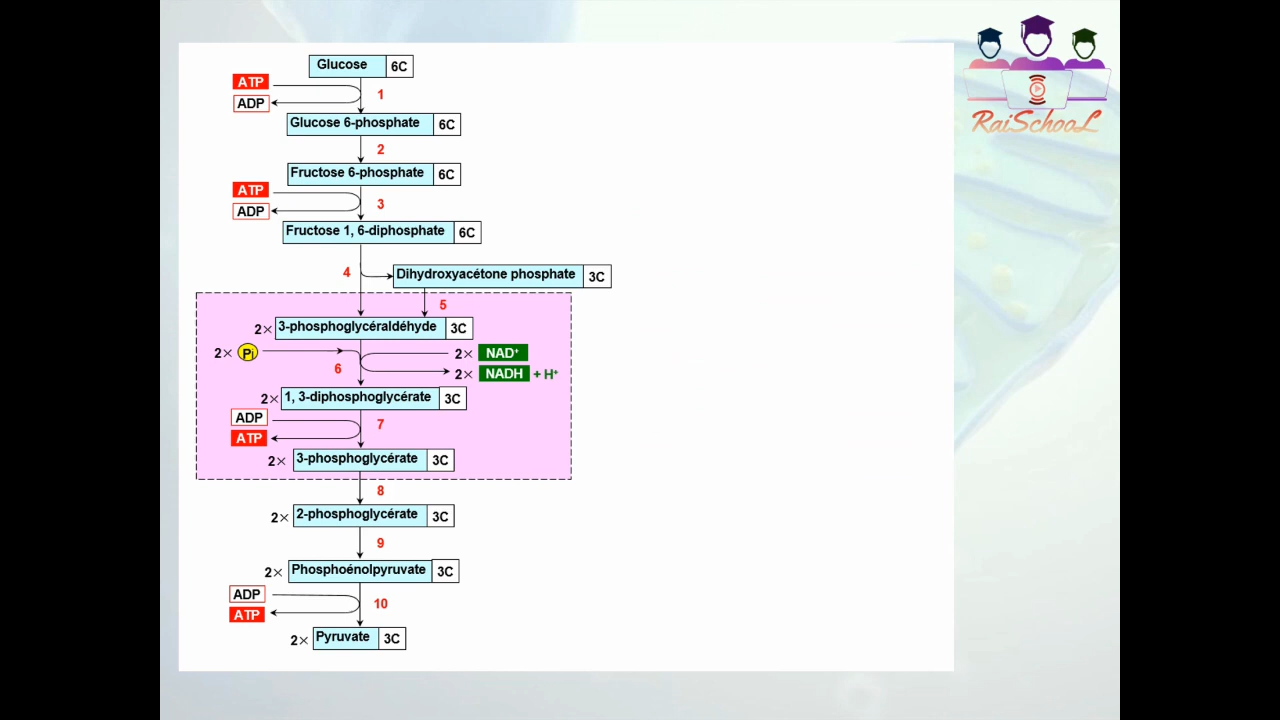 RaiSchooL
Glucose 6C
ATP
ADP
1
Glucose 6-phosphate 6C
2
Fructose 6-phosphate 6C
ATP
ADP
3
Fructose 1, 6-diphosphate 6C
4
Dihydroxyacétone phosphate 3C
5
2× 3-phosphoglycéraldéhyde 3C
2× Pi 2× NAD⁺
6 2× NADH + H⁺
2× 1, 3-diphosphoglycérate 3C
ADP
7
ATP
2× 3-phosphoglycérate 3C
8
2× 2-phosphoglycérate 3C
9
2× Phosphoénolpyruvate 3C
ADP
10
ATP
2× Pyruvate 3C